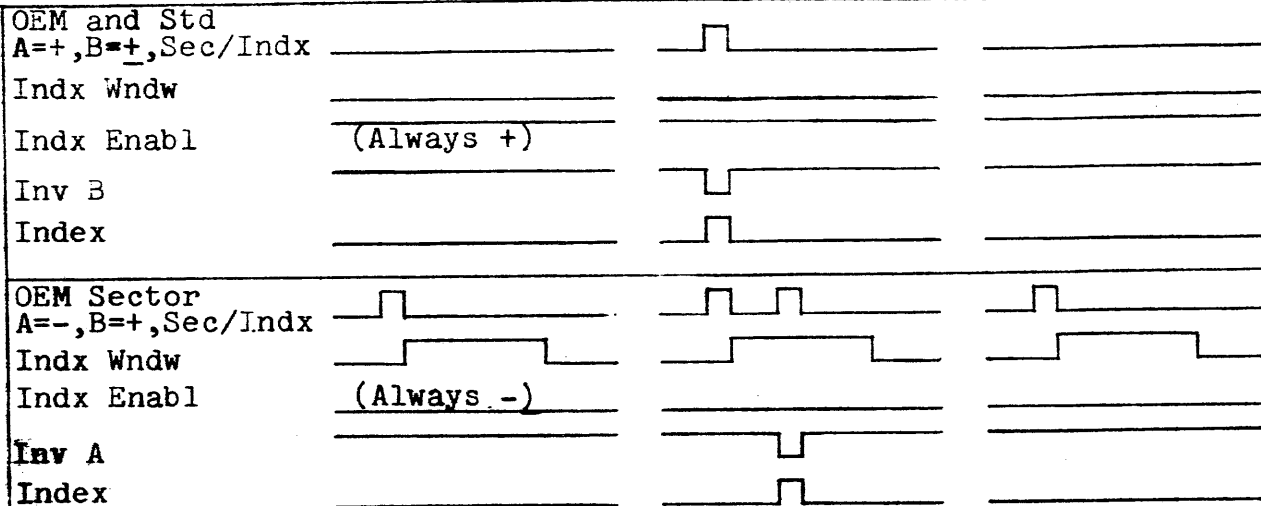 OEM and Std
A=+,B=±,Sec/Indx
Indx Wndw
Indx Enabl (Always +)
Inv B
Index
OEM Sector
A=-,B=+,Sec/Indx
Indx Wndw
Indx Enabl (Always -)
Inv A
Index